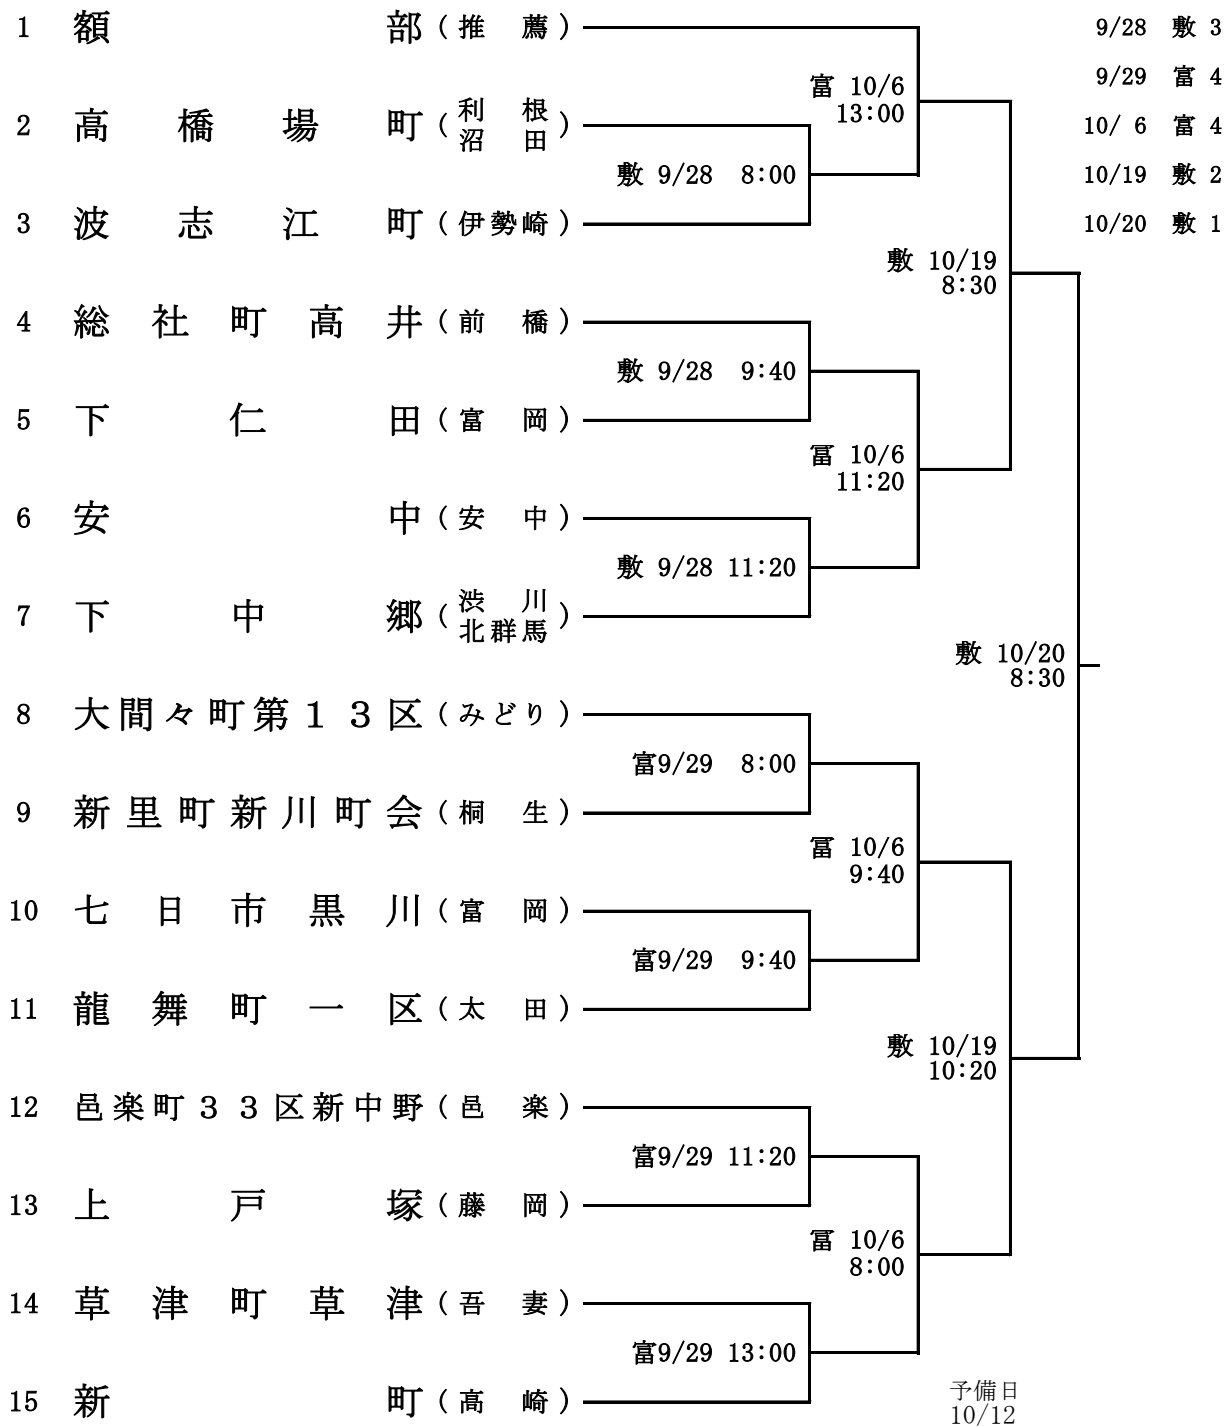 1 額部（推薦）
2 高橋場町（利根沼田）
3 波志江町（伊勢崎）
4 総社町高井（前橋）
5 下仁田（富岡）
6 安中（安中）
7 下中郷（渋川北群馬）
8 大間々町第１３区（みどり）
9 新里町新川町会（桐生）
10 七日市黒川（富岡）
11 龍舞町一区（太田）
12 邑楽町３３区新中野（邑楽）
13 上戸塚（藤岡）
14 草津町草津（吾妻）
15 新町（高崎）
敷 9/28 8:00
敷 9/28 9:40
敷 9/28 11:20
富9/29 8:00
富9/29 9:40
富9/29 11:20
富9/29 13:00
富 10/6
13:00
冨 10/6
11:20
冨 10/6
9:40
冨 10/6
8:00
敷 10/19
8:30
敷 10/19
10:20
敷 10/20
8:30
9/28 敷 3
9/29 富 4
10/ 6 富 4
10/19 敷 2
10/20 敷 1
予備日
10/12